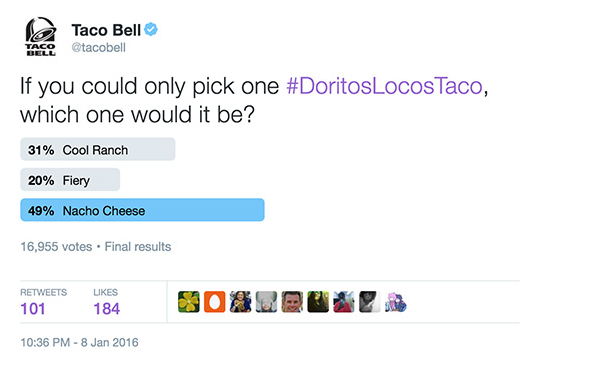 TACO
BELL
Taco Bell
@tacobell
If you could only pick one #DoritosLocosTaco,
which one would it be?
31% Cool Ranch
20% Fiery
49% Nacho Cheese
16,955 votes • Final results
RETWEETS LIKES
101 184
10:36 PM - 8 Jan 2016